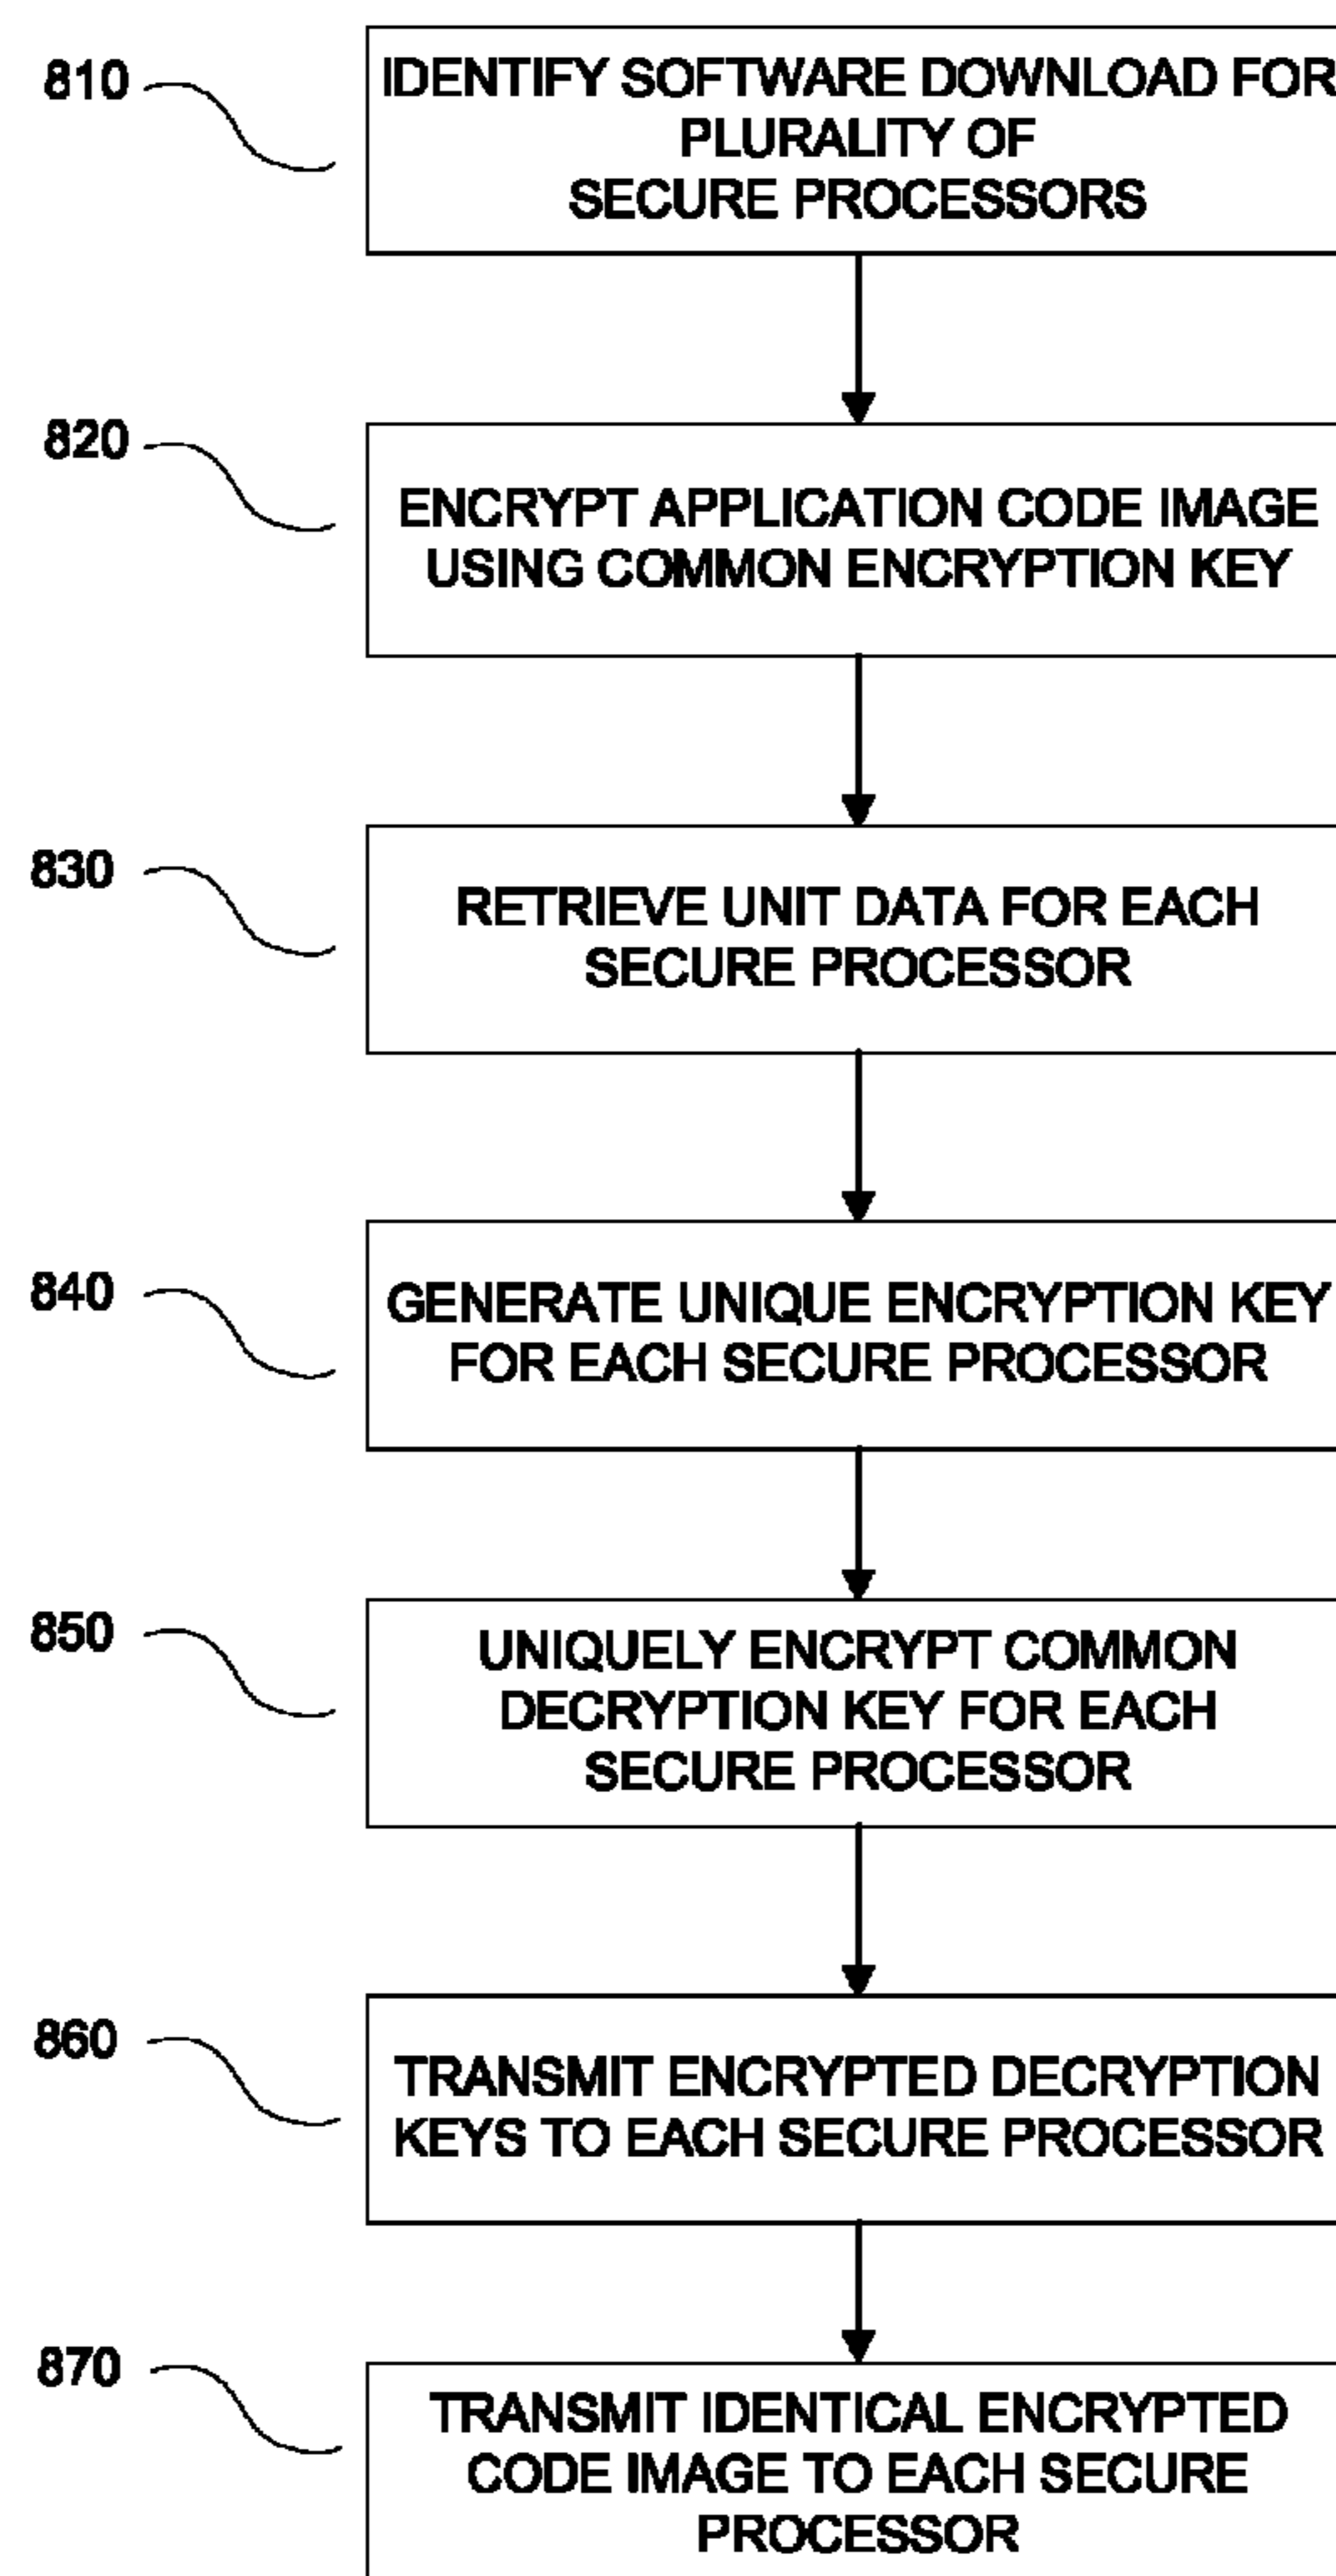 810
IDENTIFY SOFTWARE DOWNLOAD FOR
PLURALITY OF
SECURE PROCESSORS
820
ENCRYPT APPLICATION CODE IMAGE
USING COMMON ENCRYPTION KEY
830
RETRIEVE UNIT DATA FOR EACH
SECURE PROCESSOR
840
GENERATE UNIQUE ENCRYPTION KEY
FOR EACH SECURE PROCESSOR
850
UNIQUELY ENCRYPT COMMON
DECRYPTION KEY FOR EACH
SECURE PROCESSOR
860
TRANSMIT ENCRYPTED DECRYPTION
KEYS TO EACH SECURE PROCESSOR
870
TRANSMIT IDENTICAL ENCRYPTED
CODE IMAGE TO EACH SECURE
PROCESSOR